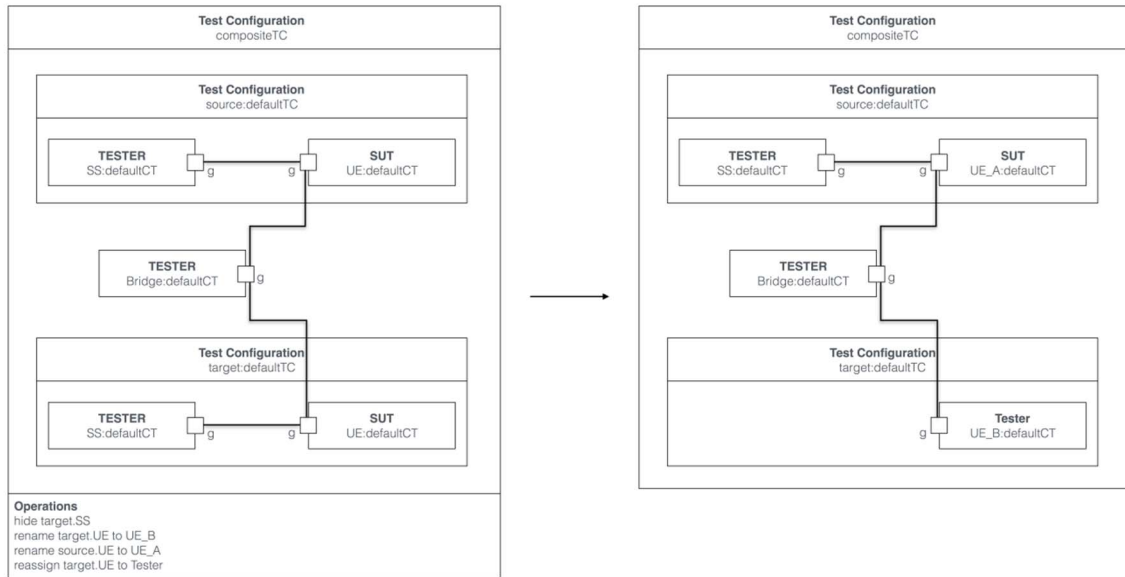 Test Configuration
compositeTC
Test Configuration
source:defaultTC
TESTER
SS:defaultCT
g
g
SUT
UE:defaultCT
TESTER
Bridge:defaultCT
g
Test Configuration
target:defaultTC
TESTER
SS:defaultCT
g
g
SUT
UE:defaultCT
Operations
hide target.SS
rename target.UE to UE_B
rename source.UE to UE_A
reassign target.UE to Tester
Test Configuration
compositeTC
Test Configuration
source:defaultTC
TESTER
SS:defaultCT
g
g
SUT
UE_A:defaultCT
TESTER
Bridge:defaultCT
g
Test Configuration
target:defaultTC
g
Tester
UE_B:defaultCT